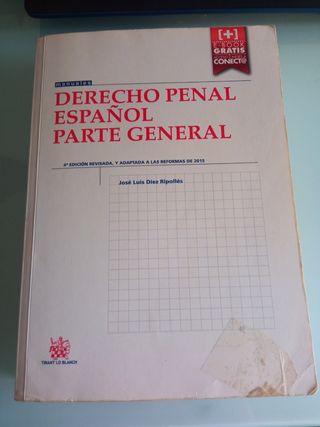 [+]
E-BOOK
GRATIS
CONECT@
manuales
DERECHO PENAL
ESPAÑOL
PARTE GENERAL
4ª EDICIÓN REVISADA, Y ADAPTADA A LAS REFORMAS DE 2015
José Luis Díez Ripollés
TIRANT LO BLANCH